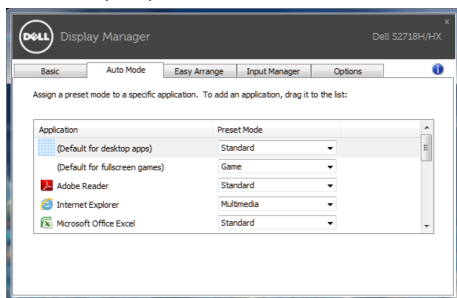 DELL Display Manager Dell S2718H/HX
Basic Auto Mode Easy Arrange Input Manager Options
Assign a preset mode to a specific application. To add an application, drag it to the list:
Application Preset Mode
(Default for desktop apps) Standard
(Default for fullscreen games) Game
Adobe Reader Standard
Internet Explorer Multimedia
Microsoft Office Excel Standard